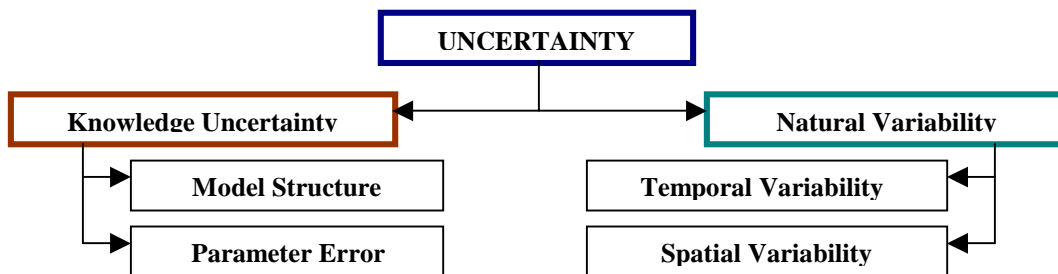 UNCERTAINTY
Knowledge Uncertainty
Natural Variability
Model Structure
Temporal Variability
Parameter Error
Spatial Variability